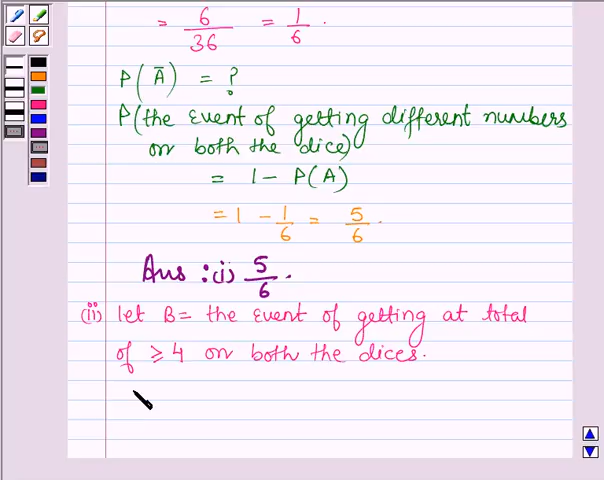 = 6/36 = 1/6 .
P(Ā) = ?
P(the event of getting different numbers
on both the dice)
= 1 - P(A)
= 1 - 1/6 = 5/6 .
Ans : (i) 5/6 .
(ii) let B = the event of getting at total
of ≥ 4 on both the dices.